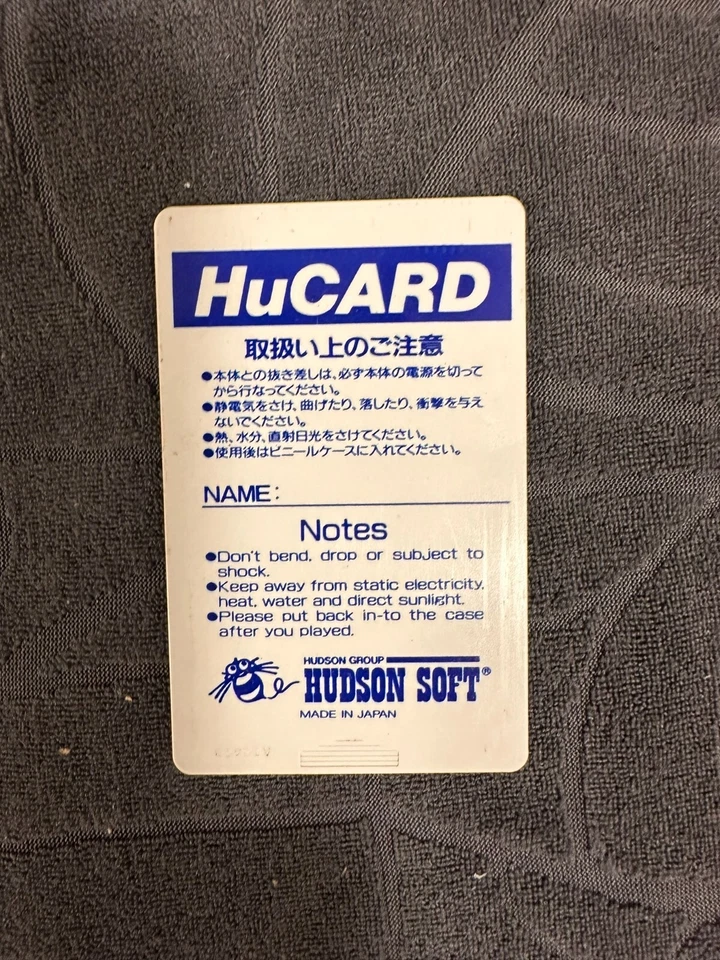 HuCARD
取扱い上のご注意
●本体との抜き差しは、必ず本体の電源を切って
から行なってください。
●静電気をさけ、曲げたり、落したり、衝撃を与え
ないでください。
●熱、水分、直射日光をさけてください。
●使用後はビニールケースに入れてください。
NAME:
Notes
●Don't bend, drop or subject to
shock.
●Keep away from static electricity,
heat, water and direct sunlight.
●Please put back in-to the case
after you played.
HUDSON GROUP
HUDSON SOFT®
MADE IN JAPAN